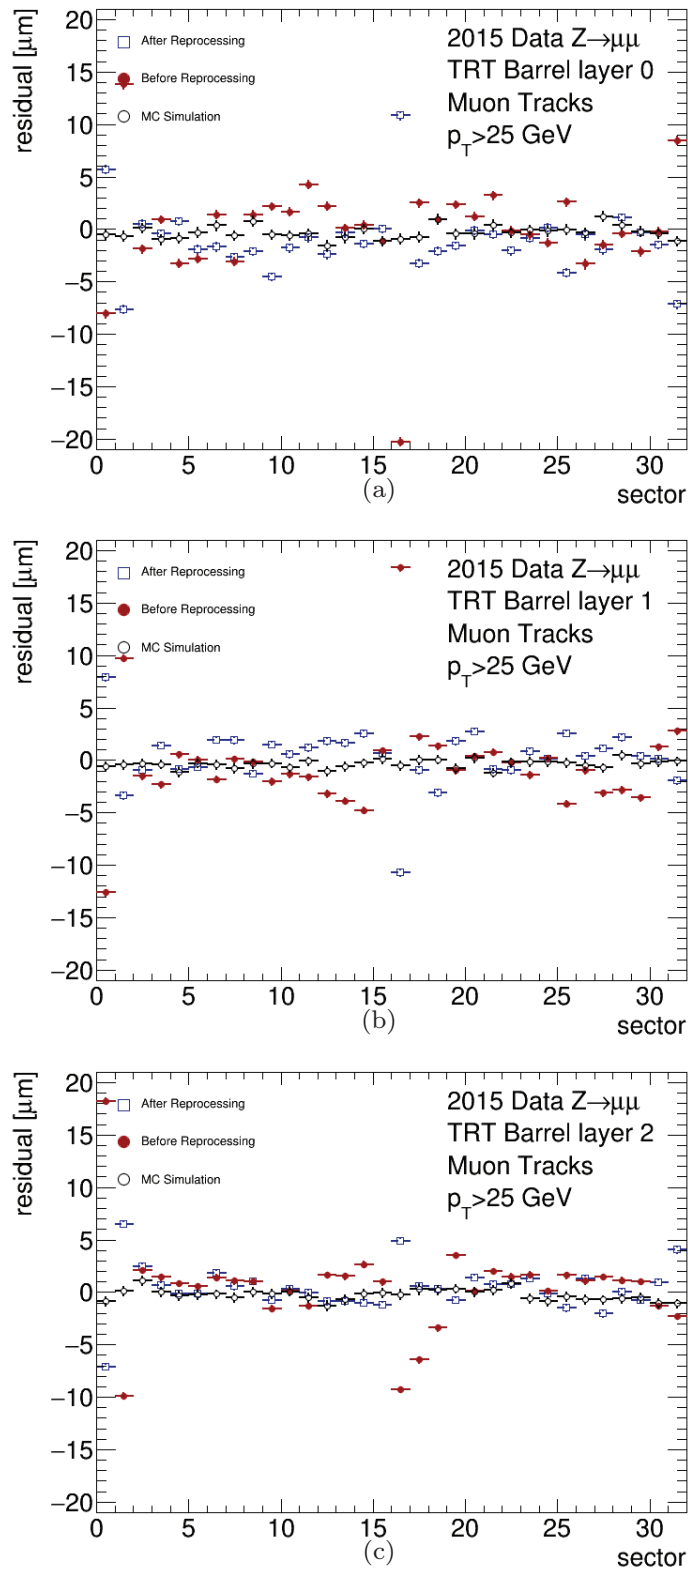 residual [μm]
20
15
10
5
0
−5
−10
−15
−20
After Reprocessing
Before Reprocessing
MC Simulation
2015 Data Z→μμ
TRT Barrel layer 0
Muon Tracks
pT>25 GeV
0 5 10 15 20 25 30
sector
(a)
residual [μm]
20
15
10
5
0
−5
−10
−15
−20
After Reprocessing
Before Reprocessing
MC Simulation
2015 Data Z→μμ
TRT Barrel layer 1
Muon Tracks
pT>25 GeV
0 5 10 15 20 25 30
sector
(b)
residual [μm]
20
15
10
5
0
−5
−10
−15
−20
After Reprocessing
Before Reprocessing
MC Simulation
2015 Data Z→μμ
TRT Barrel layer 2
Muon Tracks
pT>25 GeV
0 5 10 15 20 25 30
sector
(c)